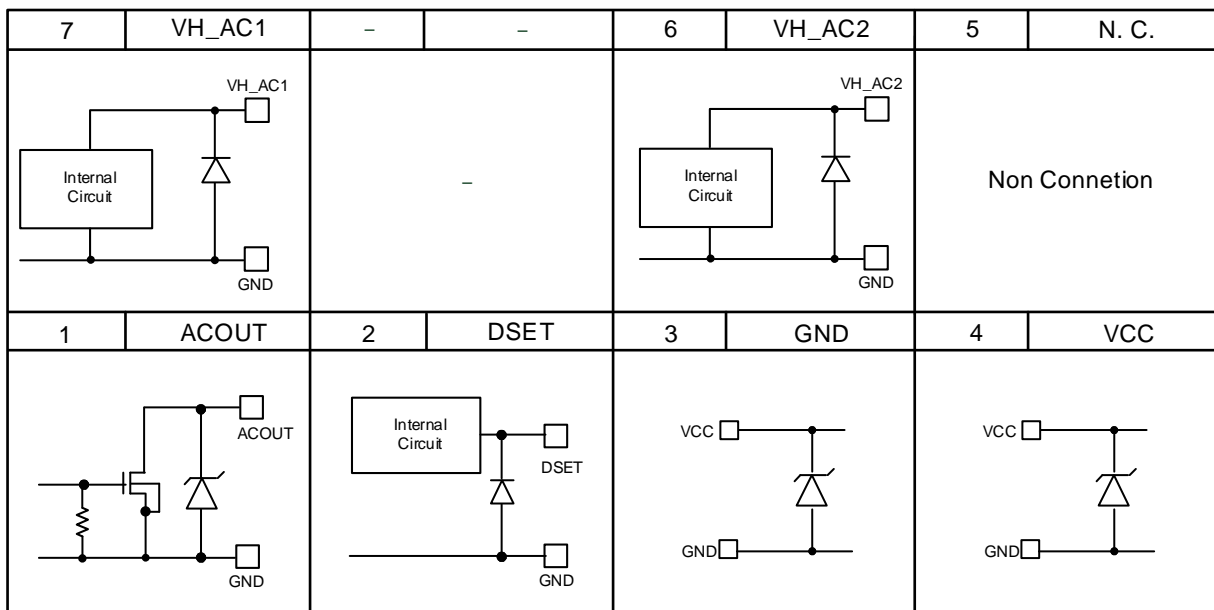 7 VH_AC1 – – 6 VH_AC2 5 N. C.
VH_AC1
Internal
Circuit
GND
–
VH_AC2
Internal
Circuit
GND
Non Connetion
1 ACOUT 2 DSET 3 GND 4 VCC
ACOUT
GND
Internal
Circuit
DSET
GND
VCC
GND
VCC
GND